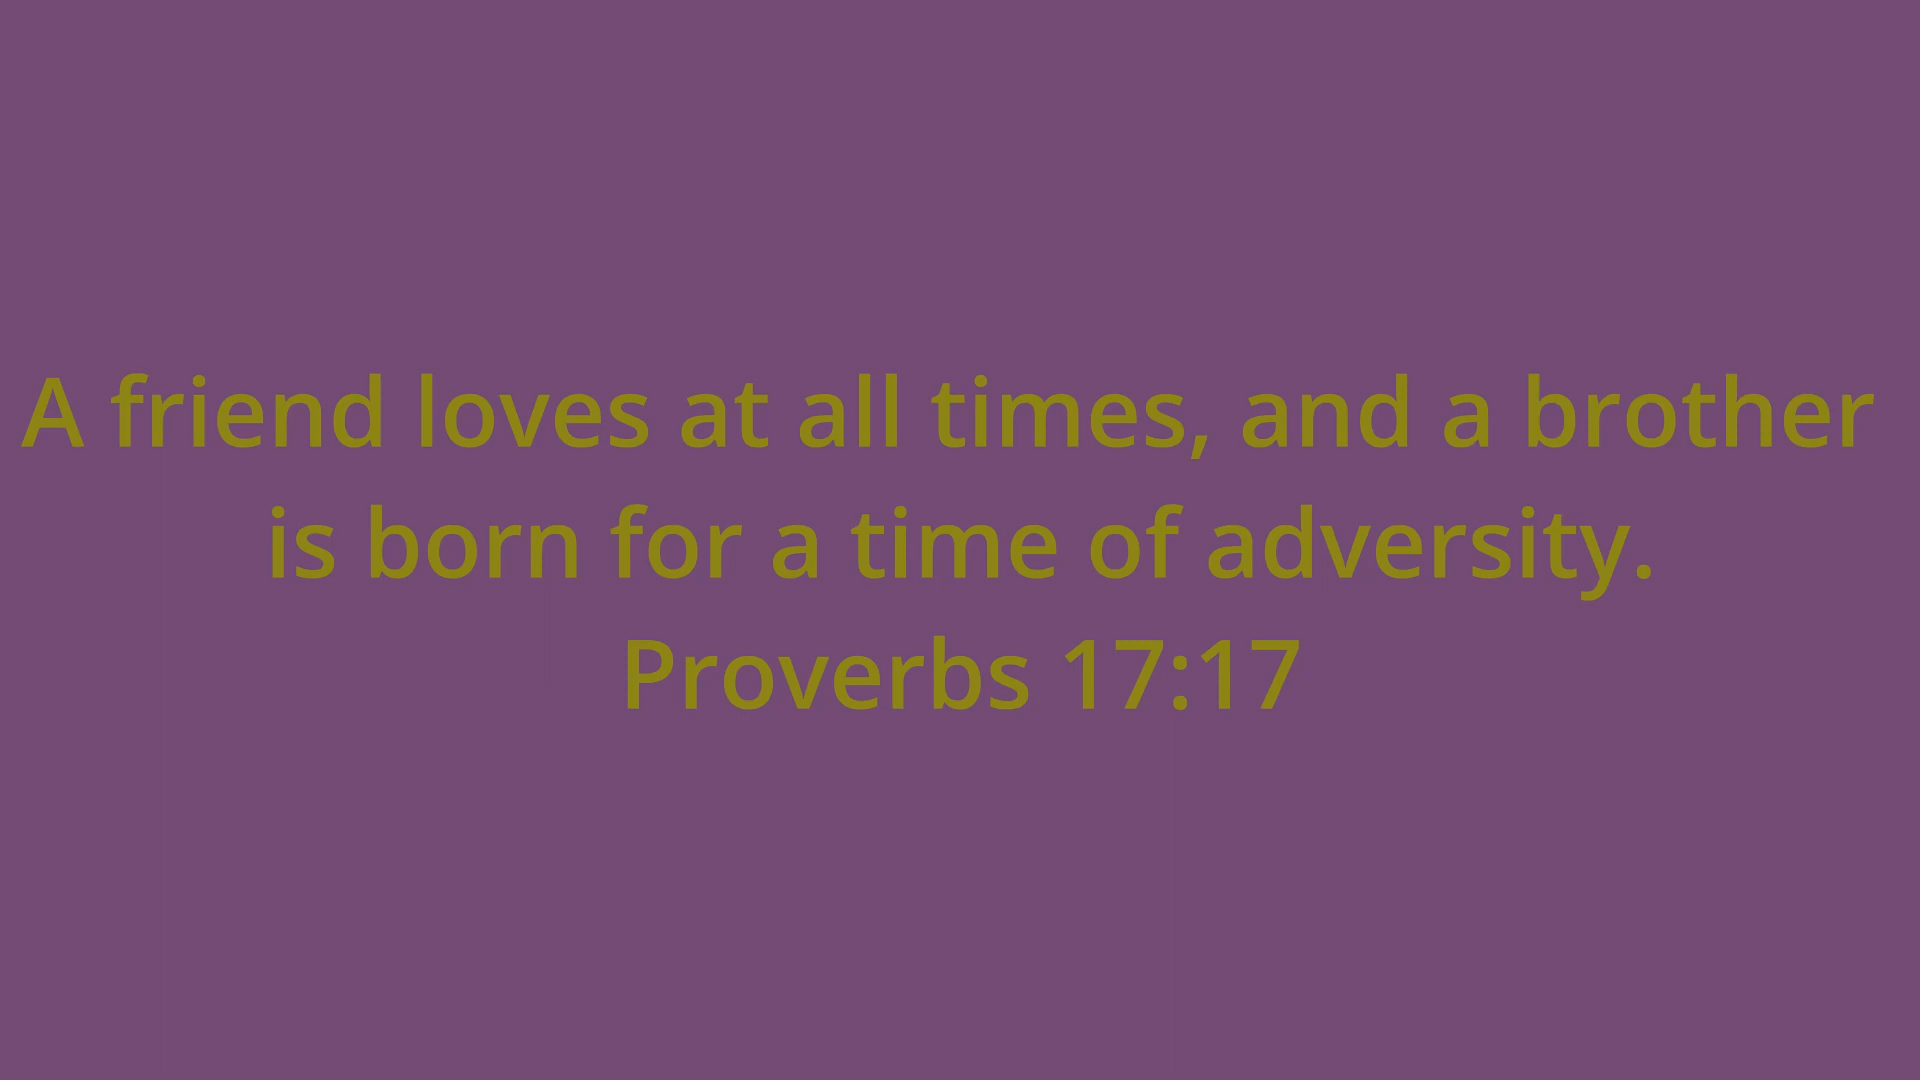 A friend loves at all times, and a brother
is born for a time of adversity.
Proverbs 17:17